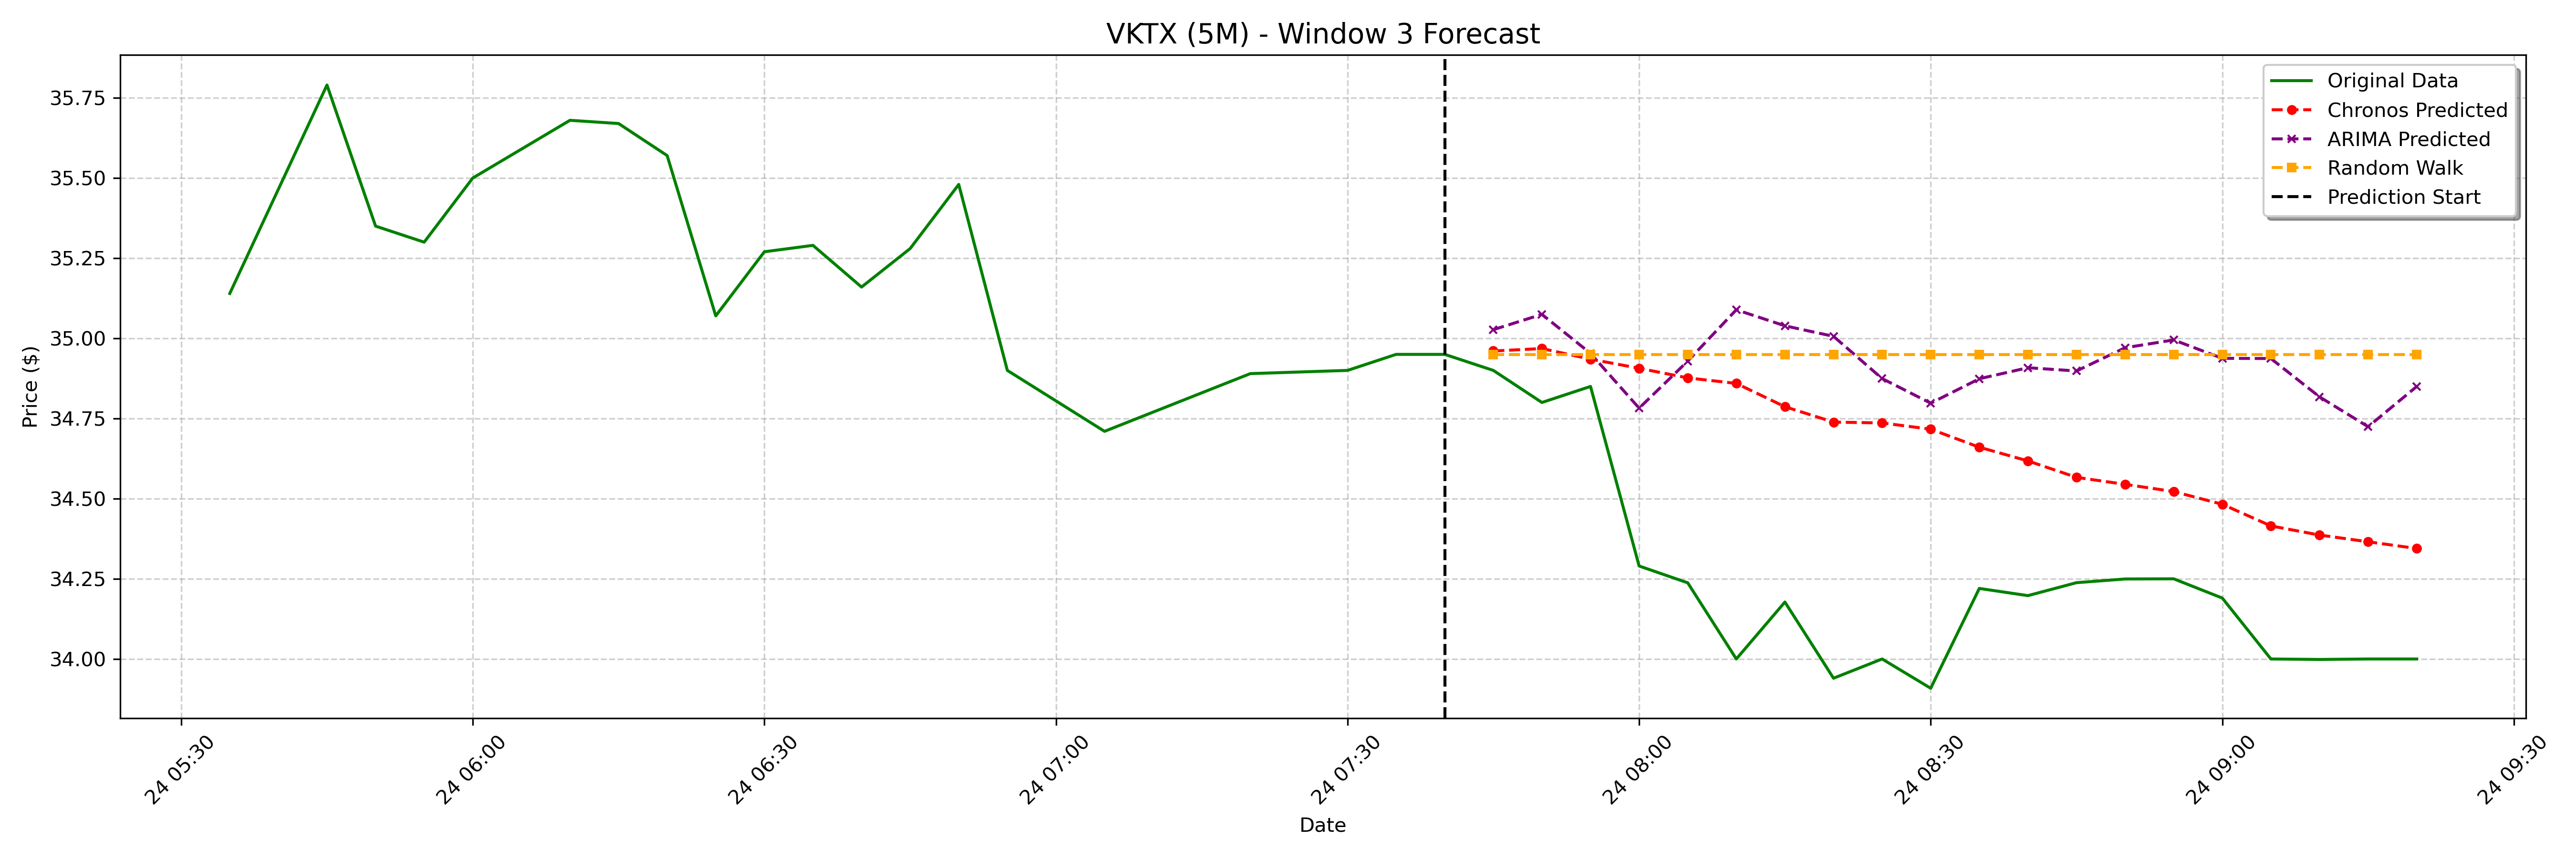 VKTX (5M) - Window 3 Forecast
Price ($)
35.75
35.50
35.25
35.00
34.75
34.50
34.25
34.00
Original Data
Chronos Predicted
ARIMA Predicted
Random Walk
Prediction Start
24 05:30
24 06:00
24 06:30
24 07:00
24 07:30
24 08:00
24 08:30
24 09:00
24 09:30
Date